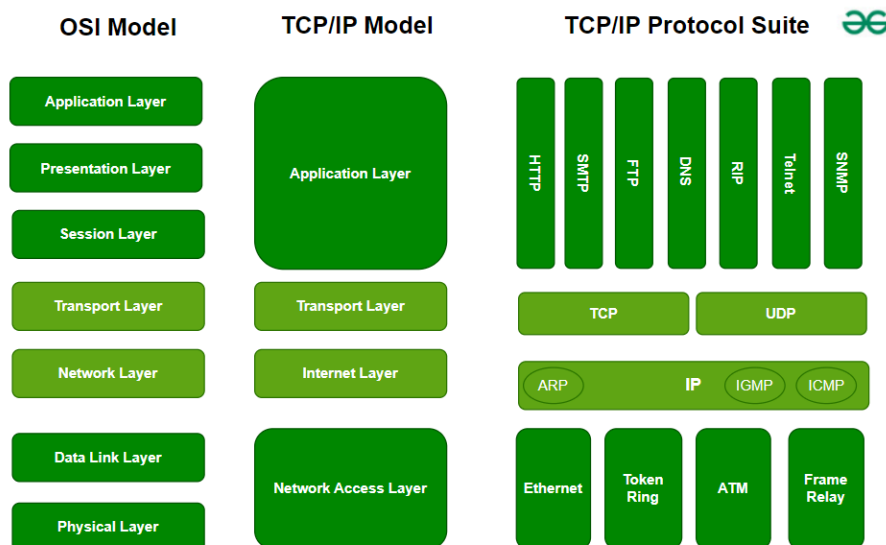 OSI Model
TCP/IP Model
TCP/IP Protocol Suite
Application Layer
Presentation Layer
Session Layer
Transport Layer
Network Layer
Data Link Layer
Physical Layer
Application Layer
Transport Layer
Internet Layer
Network Access Layer
HTTP
SMTP
FTP
DNS
RIP
Telnet
SNMP
TCP
UDP
ARP
IP
IGMP
ICMP
Ethernet
Token
Ring
ATM
Frame
Relay